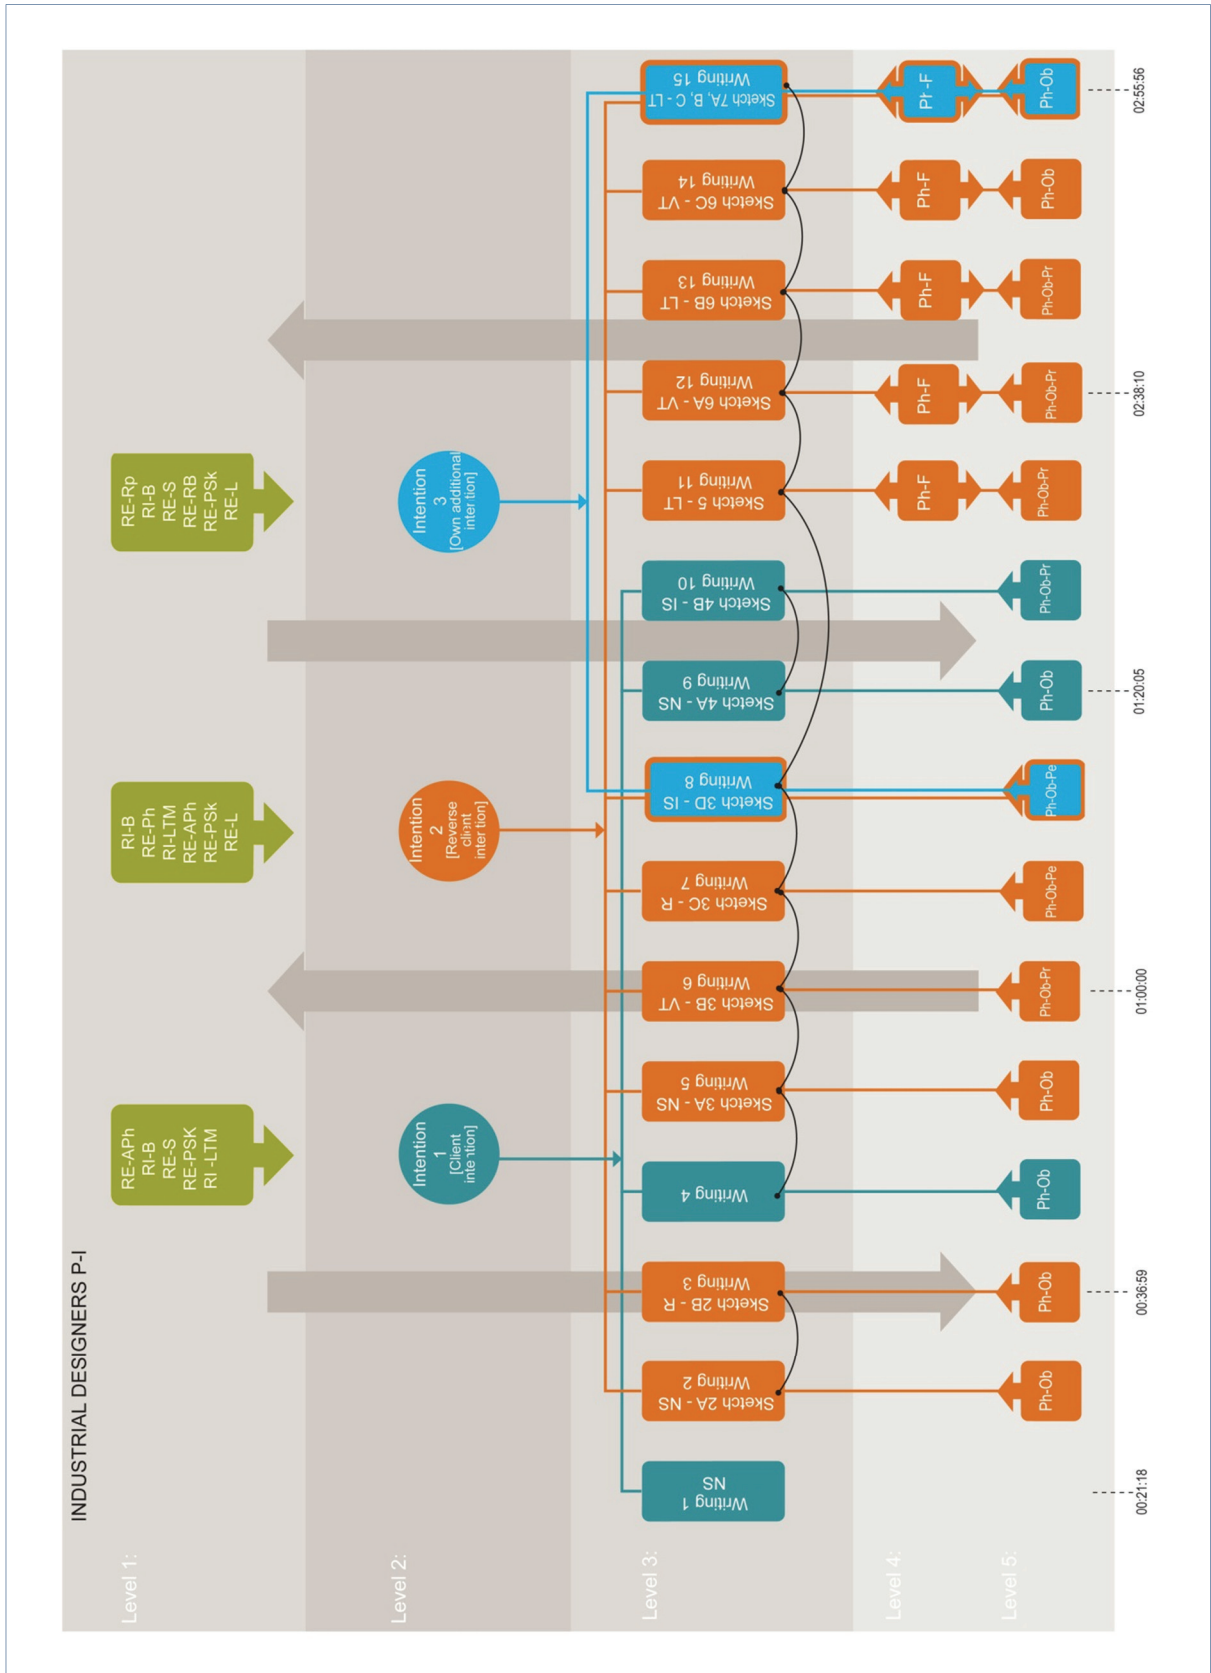 INDUSTRIAL DESIGNERS P-I
Level 1:
RE-APh
RI-B
RE-S
RE-PSK
RI -LTM
RI-B
RE-Ph
RI-LTM
RE-APh
RE-PSk
RE-L
RE-Rp
RI-B
RE-S
RE-RB
RE-PSk
RE-L
Level 2:
Intention
1
[Client
intention]
Intention
2
[Reverse
client
intention]
Intention
3
[Own additional
intention]
Level 3:
Writing 1
NS
Sketch 2A - NS
Writing 2
Sketch 2B - R
Writing 3
Writing 4
Sketch 3A - NS
Writing 5
Sketch 3B - VT
Writing 6
Sketch 3C - R
Writing 7
Sketch 3D - IS
Writing 8
Sketch 4A - NS
Writing 9
Sketch 4B - IS
Writing 10
Sketch 5 - LT
Writing 11
Sketch 6A - VT
Writing 12
Sketch 6B - LT
Writing 13
Sketch 6C - VT
Writing 14
Sketch 7A, B, C - LT
Writing 15
Level 4:
Ph-F
Ph-F
Ph-F
Ph-F
Ph-F
Level 5:
Ph-Ob
Ph-Ob
Ph-Ob
Ph-Ob
Ph-Ob-Pr
Ph-Ob-Pe
Ph-Ob-Pe
Ph-Ob
Ph-Ob-Pr
Ph-Ob-Pr
Ph-Ob-Pr
Ph-Ob-Pr
Ph-Ob
Ph-Ob
00:21:18
00:36:59
01:00:00
01:20:05
02:38:10
02:55:56